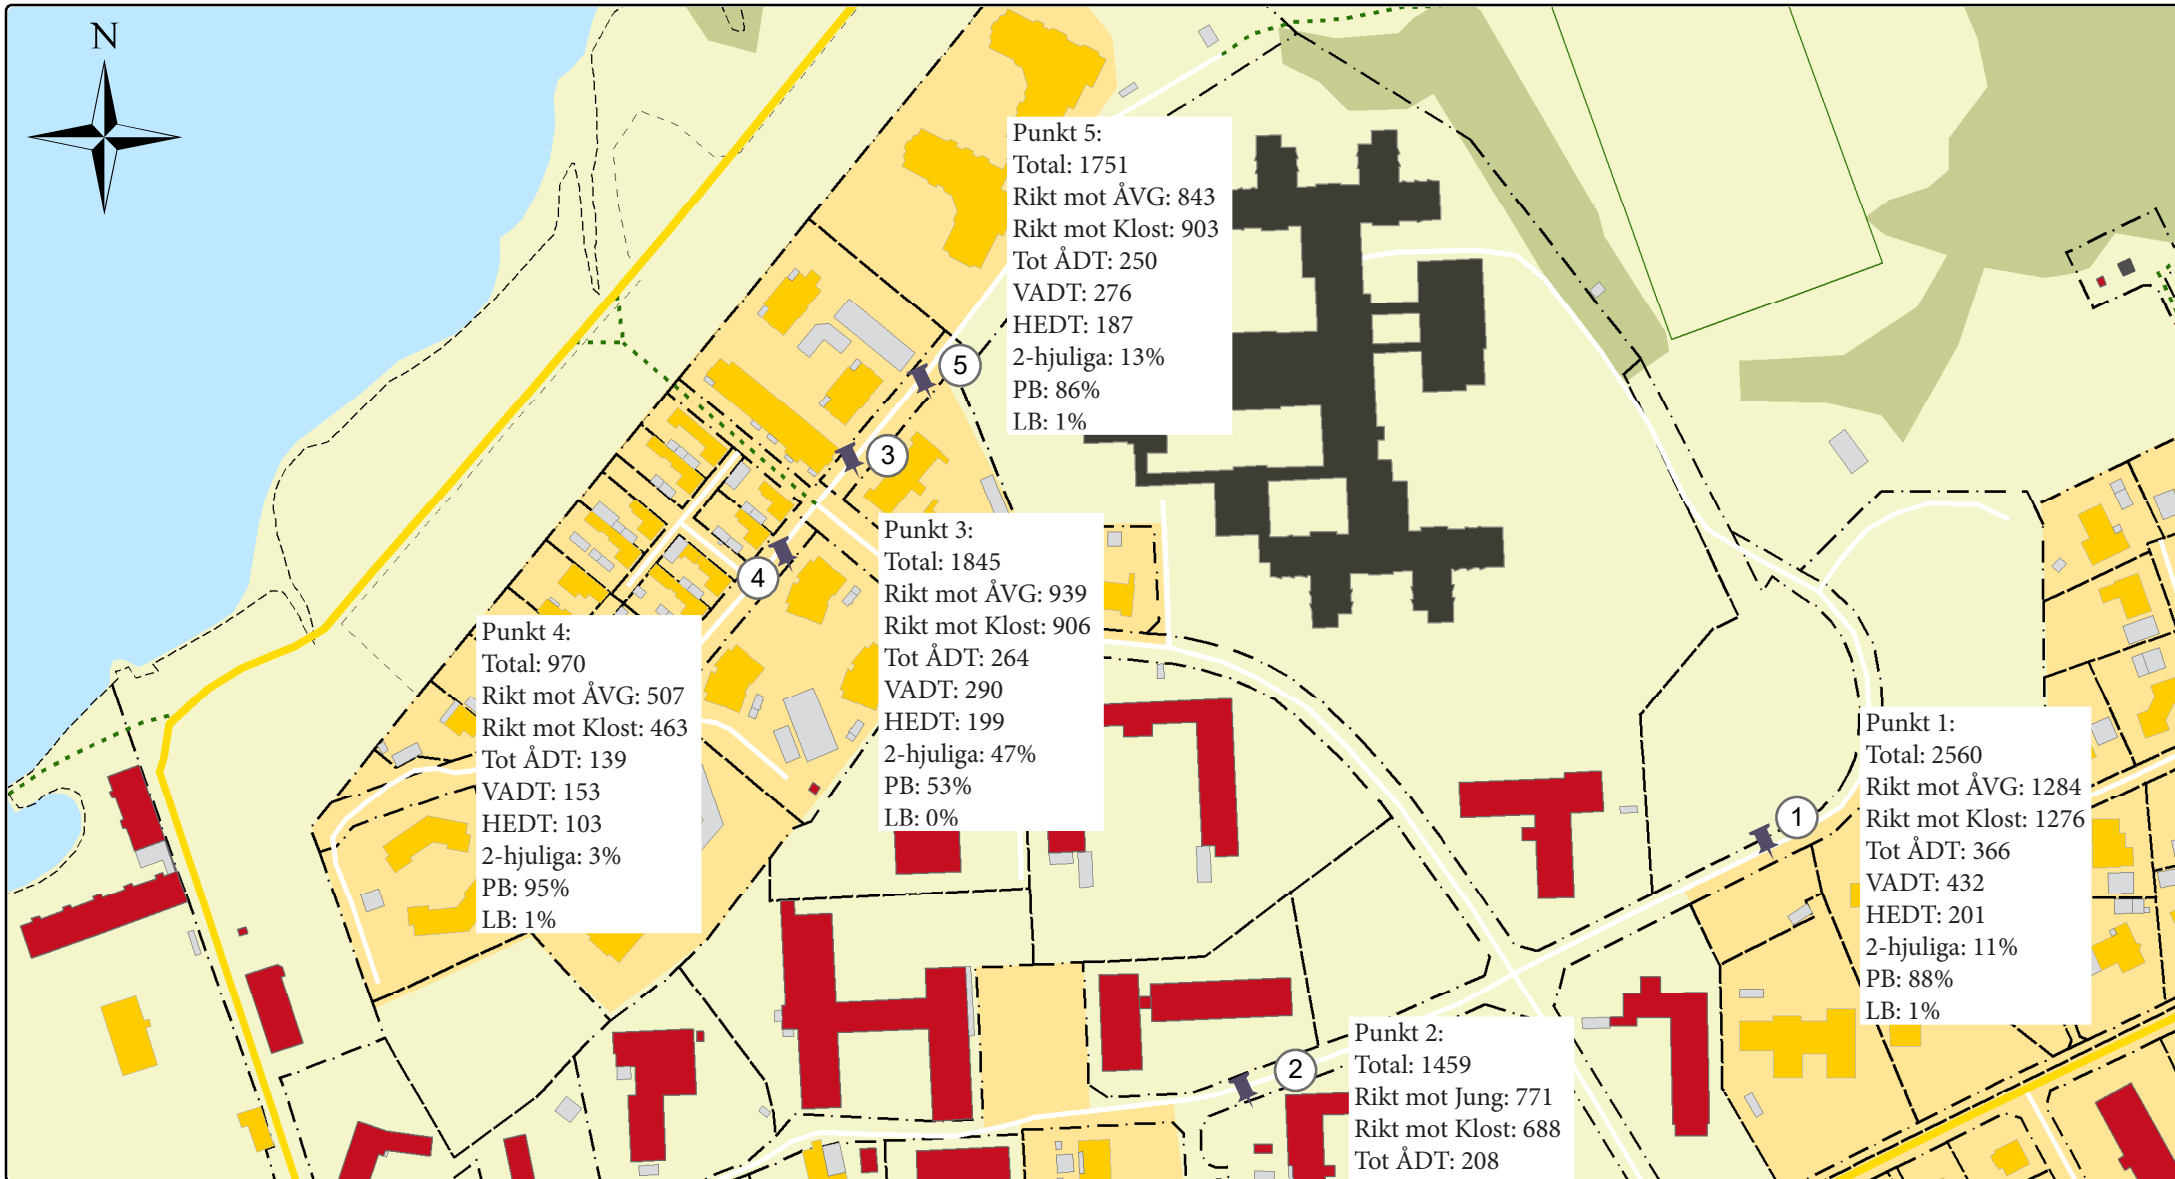 N
Punkt 5:
Total: 1751
Rikt mot ÅVG: 843
Rikt mot Klost: 903
Tot ÅDT: 250
VADT: 276
HEDT: 187
2-hjuliga: 13%
PB: 86%
LB: 1%
5
3
4
Punkt 3:
Total: 1845
Rikt mot ÅVG: 939
Rikt mot Klost: 906
Tot ÅDT: 264
VADT: 290
HEDT: 199
2-hjuliga: 47%
PB: 53%
LB: 0%
Punkt 4:
Total: 970
Rikt mot ÅVG: 507
Rikt mot Klost: 463
Tot ÅDT: 139
VADT: 153
HEDT: 103
2-hjuliga: 3%
PB: 95%
LB: 1%
1
Punkt 1:
Total: 2560
Rikt mot ÅVG: 1284
Rikt mot Klost: 1276
Tot ÅDT: 366
VADT: 432
HEDT: 201
2-hjuliga: 11%
PB: 88%
LB: 1%
2
Punkt 2:
Total: 1459
Rikt mot Jung: 771
Rikt mot Klost: 688
Tot ÅDT: 208